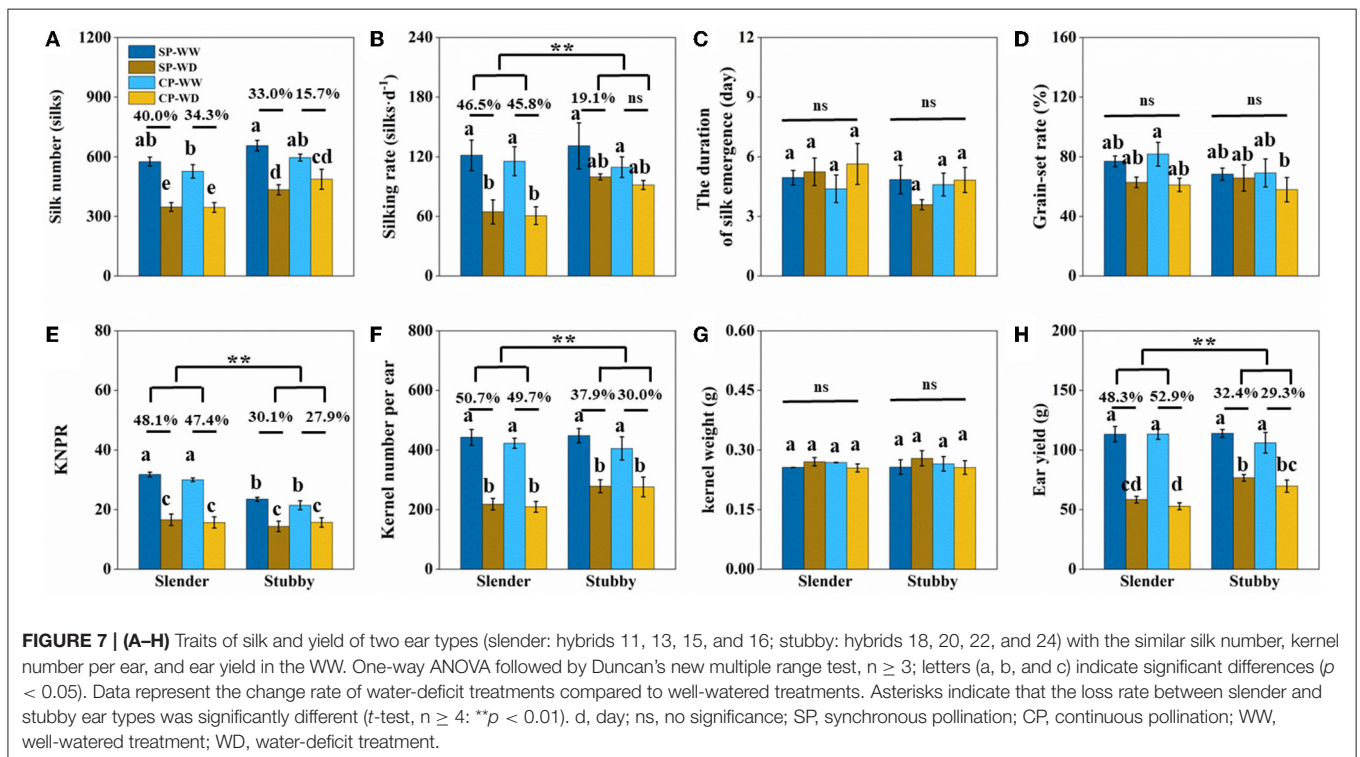 A
Silk number (silks)
1200
900
600
300
0
SP-WW
SP-WD
CP-WW
CP-WD
40.0% 34.3%
33.0% 15.7%
ab e b e
a d ab cd
B
Silking rate (silks·d-1)
240
180
120
60
0
**
46.5% 45.8%
19.1% ns
a b a b
a ab ab ab
C
The duration
of silk emergence (day)
12
9
6
3
0
ns ns
a a a a
a a a a
D
Grain-set rate (%)
160
120
80
40
0
ns ns
ab ab a ab
ab ab ab b
E
KNPR
80
60
40
20
0
**
48.1% 47.4%
30.1% 27.9%
a c a c
b c b c
Slender Stubby
F
Kernel number per ear
800
600
400
200
0
**
50.7% 49.7%
37.9% 30.0%
a b a b
a b a b
Slender Stubby
G
kernel weight (g)
0.60
0.45
0.30
0.15
0.00
ns ns
a a a a
a a a a
Slender Stubby
H
Ear yield (g)
200
150
100
50
0
**
48.3% 52.9%
32.4% 29.3%
a cd a d
a b a bc
Slender Stubby
FIGURE 7 | (A–H) Traits of silk and yield of two ear types (slender: hybrids 11, 13, 15, and 16; stubby: hybrids 18, 20, 22, and 24) with the similar silk number, kernel
number per ear, and ear yield in the WW. One-way ANOVA followed by Duncan's new multiple range test, n ≥ 3; letters (a, b, and c) indicate significant differences (p
< 0.05). Data represent the change rate of water-deficit treatments compared to well-watered treatments. Asterisks indicate that the loss rate between slender and
stubby ear types was significantly different (t-test, n ≥ 4: **p < 0.01). d, day; ns, no significance; SP, synchronous pollination; CP, continuous pollination; WW,
well-watered treatment; WD, water-deficit treatment.